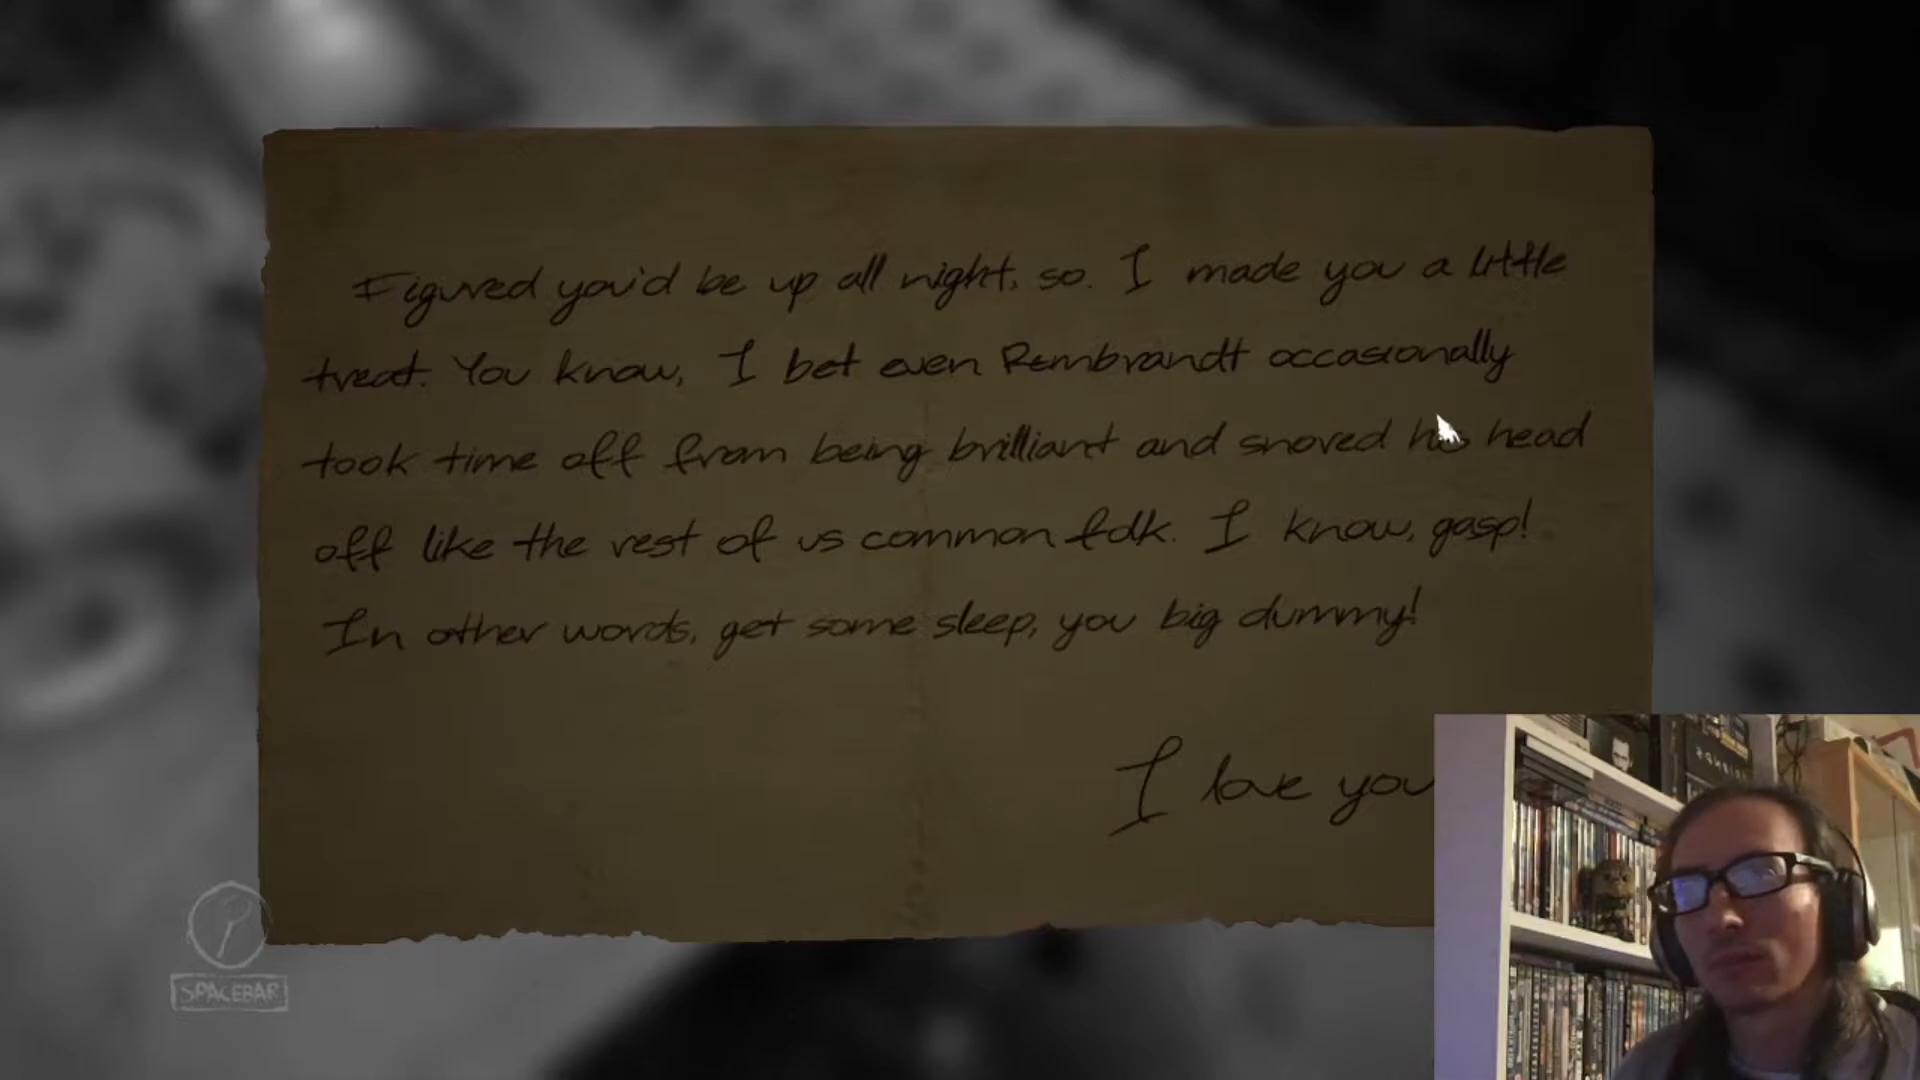 Figured you'd be up all night, so. I made you a little
treat. You know, I bet even Rembrandt occasionally
took time off from being brilliant and snored his head
off like the rest of us common folk. I know, gasp!
In other words, get some sleep, you big dummy!
I love you
SPACEBAR